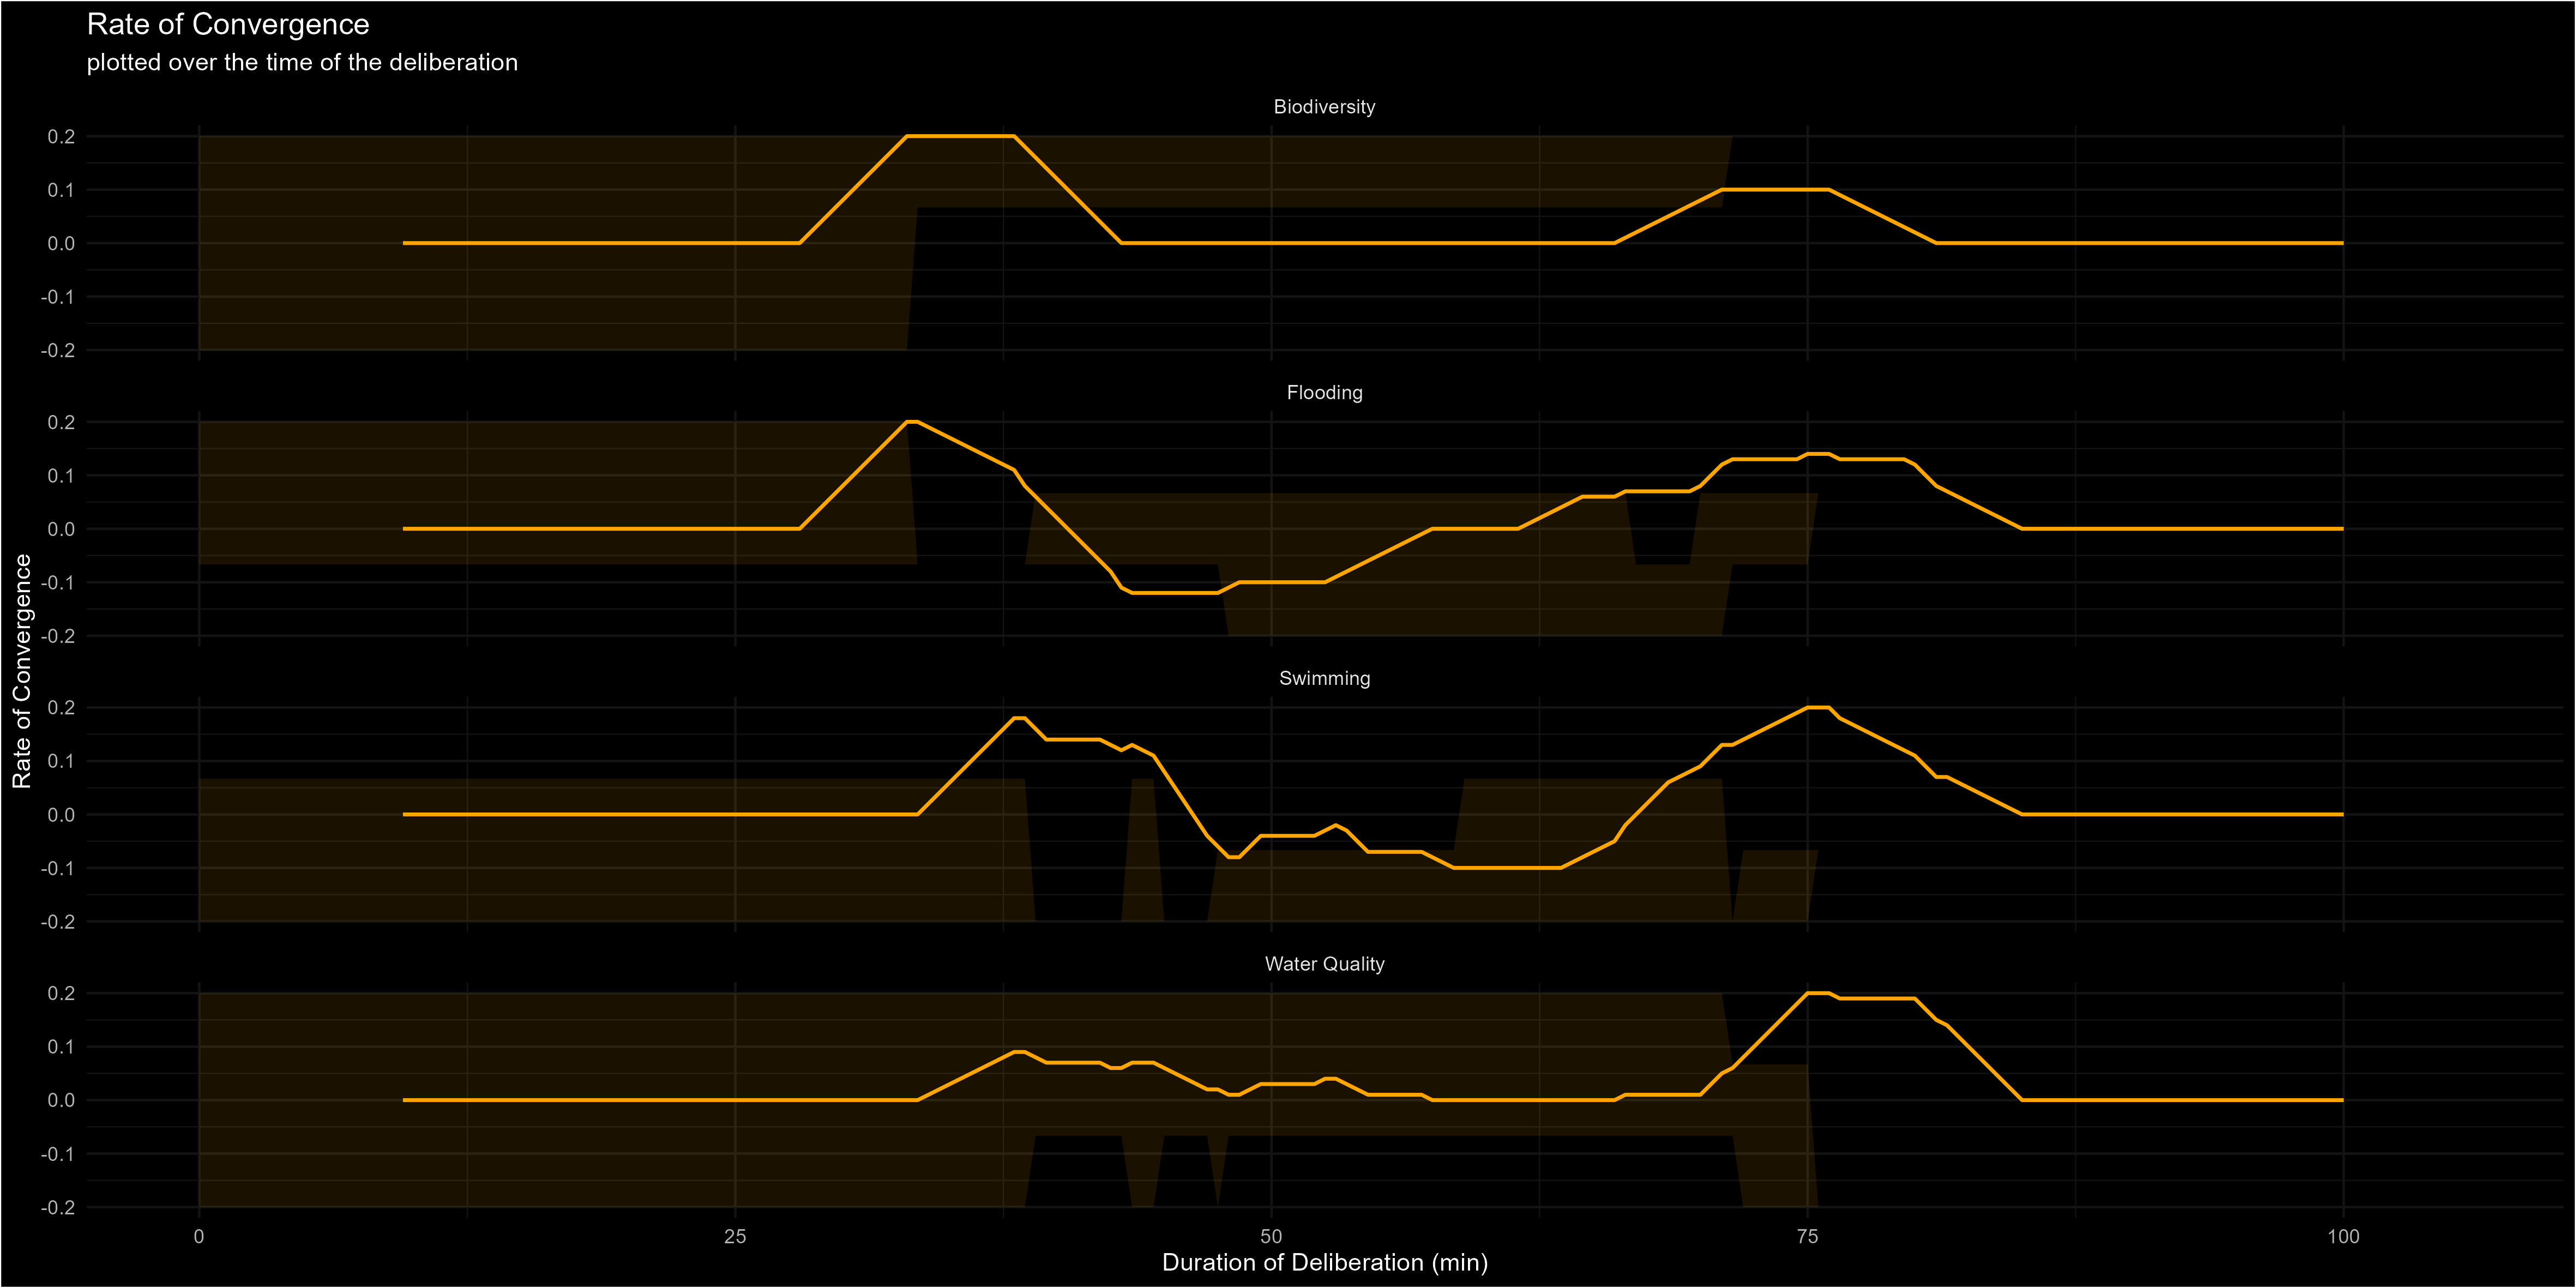 Rate of Convergence
plotted over the time of the deliberation
Biodiversity
0.2
0.1
0.0
-0.1
-0.2
Flooding
0.2
0.1
0.0
-0.1
-0.2
Rate of Convergence
Swimming
0.2
0.1
0.0
-0.1
-0.2
Water Quality
0.2
0.1
0.0
-0.1
-0.2
0 25 50 75 100
Duration of Deliberation (min)